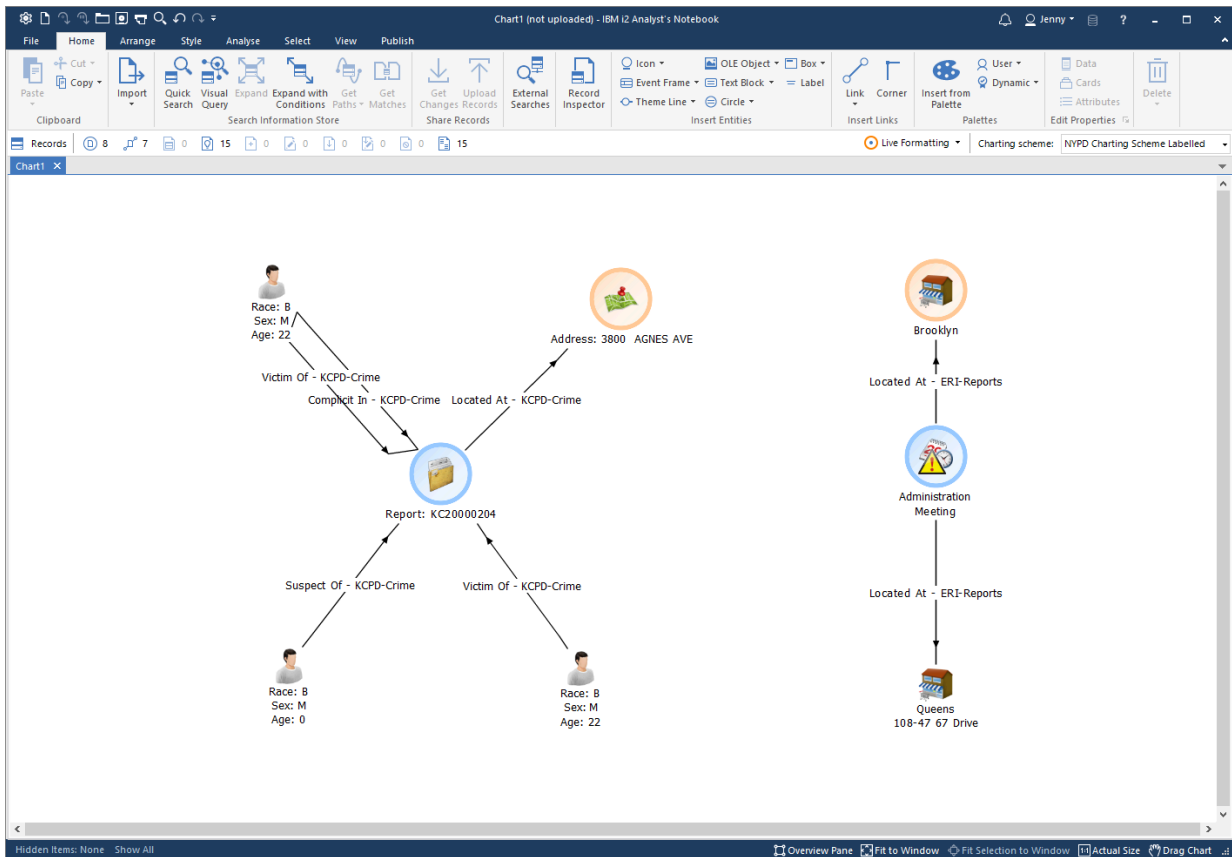 Chart1 (not uploaded) - IBM i2 Analyst's Notebook
Jenny
?
File Home Arrange Style Analyse Select View Publish
Paste
Cut
Copy
Clipboard
Import
Quick Search
Visual Query
Expand
Expand with Conditions
Get Paths
Get Matches
Search Information Store
Get Changes
Upload Records
Share Records
External Searches
Record Inspector
Icon
Event Frame
Theme Line
OLE Object
Text Block
Circle
Box
Label
Insert Entities
Link
Corner
Insert Links
Insert from Palette
User
Dynamic
Palettes
Data
Cards
Attributes
Edit Properties
Delete
Records 8 7 0 15 0 0 0 0 0 15
Live Formatting
Charting scheme: NYPD Charting Scheme Labelled
Chart1
Race: B
Sex: M
Age: 22
Victim Of - KCPD-Crime
Complicit In - KCPD-Crime
Located At - KCPD-Crime
Address: 3800 AGNES AVE
Report: KC20000204
Suspect Of - KCPD-Crime
Victim Of - KCPD-Crime
Race: B
Sex: M
Age: 0
Race: B
Sex: M
Age: 22
Brooklyn
Located At - ERI-Reports
Administration
Meeting
Located At - ERI-Reports
Queens
108-47 67 Drive
Hidden Items: None Show All
Overview Pane Fit to Window Fit Selection to Window 1:1 Actual Size Drag Chart